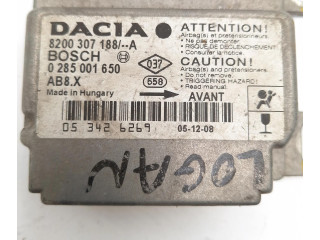 DACIA
8200 307 188/--A
BOSCH
0 285 001 650
AB8.X
Made in Hungary
037
658
ATTENTION!
Airbag(s) et pretensionneurs.
- Ne pas démonter.
- RISQUE DE DECLENCHEMENT!
- Consulter la notice.
CAUTION!
Airbag(s) and pretensioners.
- Do not remove.
- TRIGGERING HAZARD!
- Read manual.
AVANT
05 342 6269
05-12-08
LOGAN